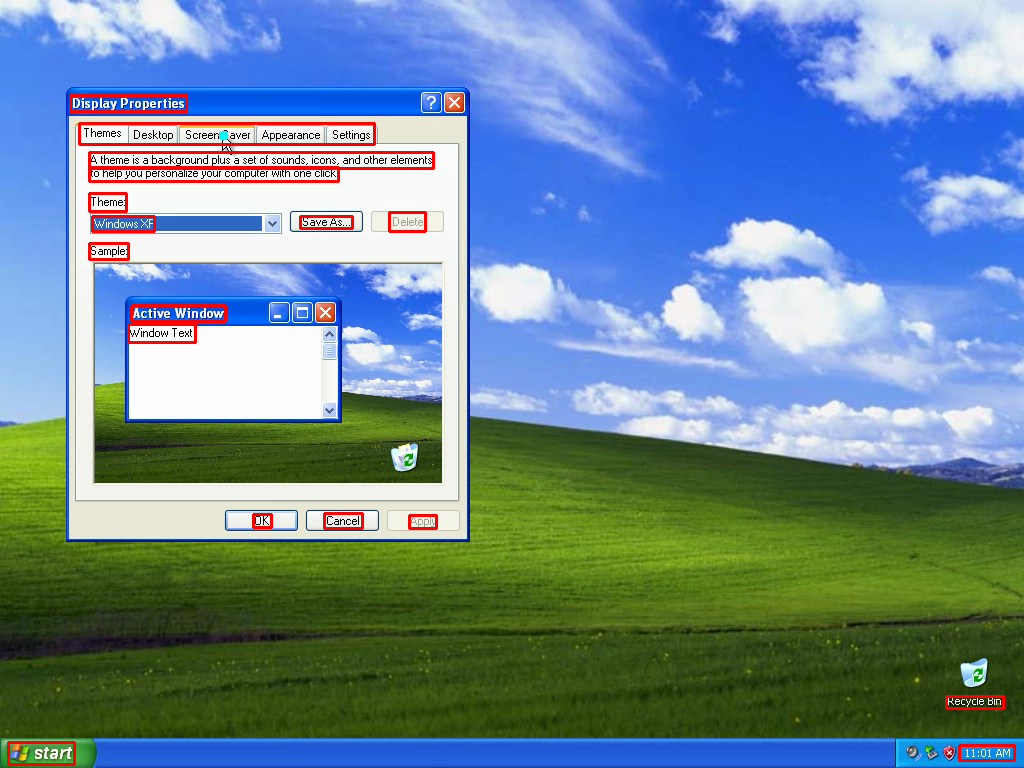 Display Properties
Themes Desktop Screen Saver Appearance Settings
A theme is a background plus a set of sounds, icons, and other elements
to help you personalize your computer with one click.
Theme:
Windows XP Save As... Delete
Sample:
Active Window
Window Text
OK Cancel Apply
Recycle Bin
start 11:01 AM